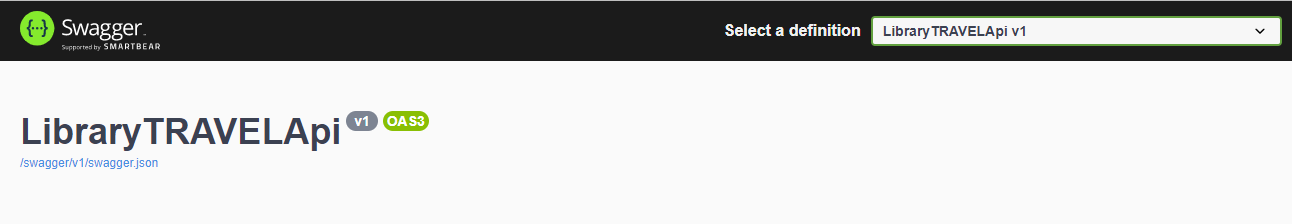 Swagger
Supported by SMARTBEAR
Select a definition
LibraryTRAVELApi v1
LibraryTRAVELApi v1 OAS3
/swagger/v1/swagger.json